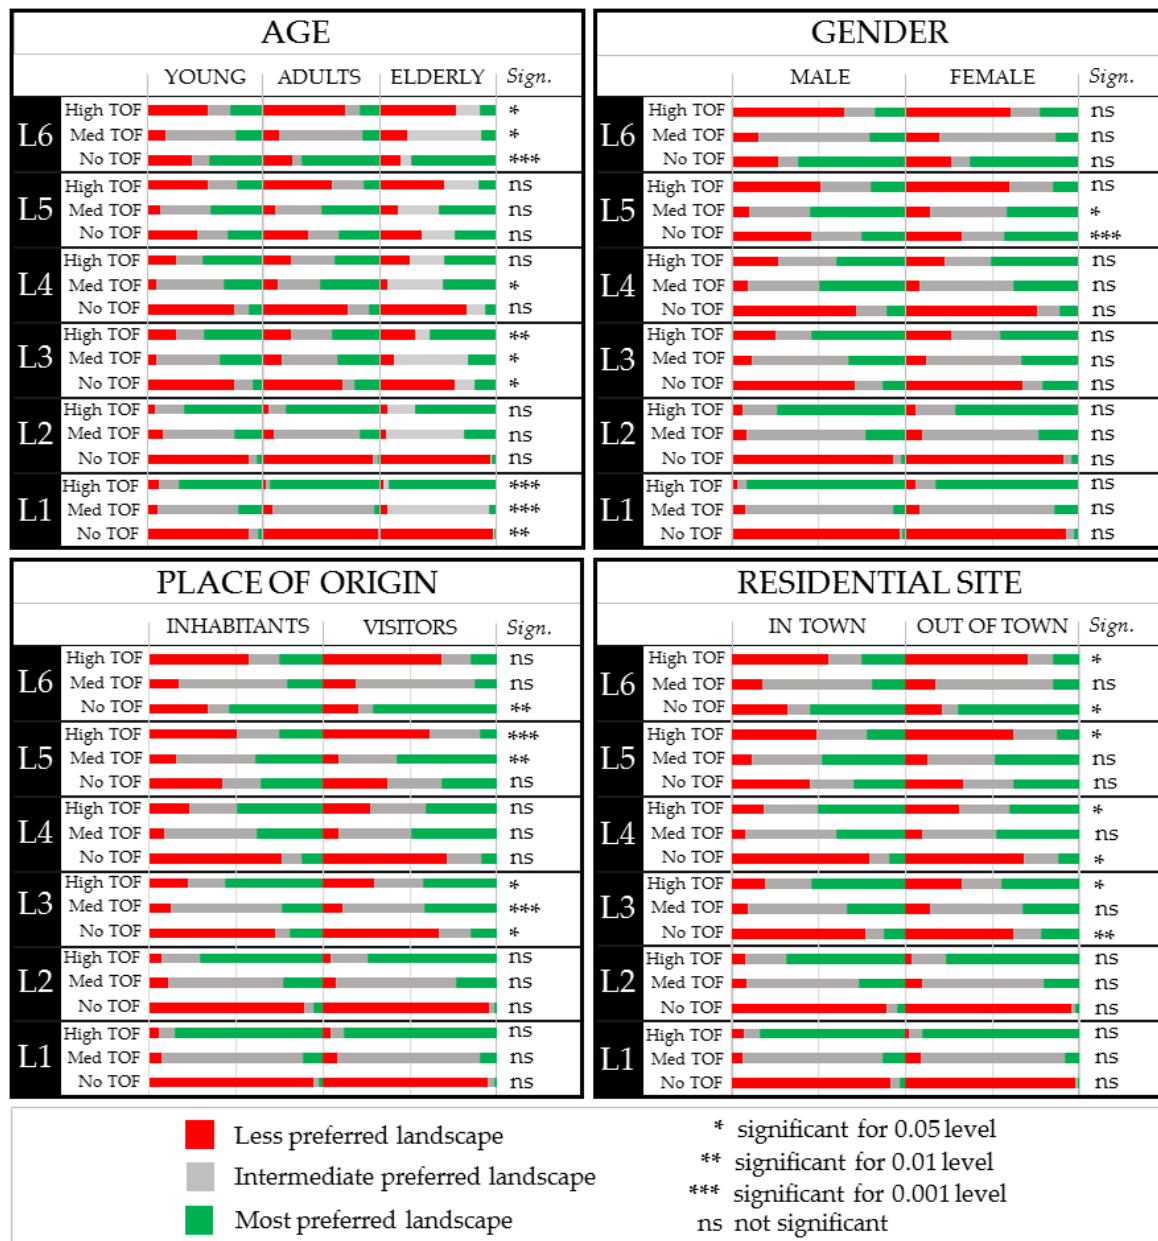 AGE
YOUNG ADULTS ELDERLY Sign.
L6
High TOF *
Med TOF *
No TOF ***
L5
High TOF ns
Med TOF ns
No TOF ns
L4
High TOF ns
Med TOF *
No TOF ns
L3
High TOF **
Med TOF *
No TOF *
L2
High TOF ns
Med TOF ns
No TOF ns
L1
High TOF ***
Med TOF ***
No TOF **
GENDER
MALE FEMALE Sign.
L6
High TOF ns
Med TOF ns
No TOF ns
L5
High TOF ns
Med TOF *
No TOF ***
L4
High TOF ns
Med TOF ns
No TOF ns
L3
High TOF ns
Med TOF ns
No TOF ns
L2
High TOF ns
Med TOF ns
No TOF ns
L1
High TOF ns
Med TOF ns
No TOF ns
PLACE OF ORIGIN
INHABITANTS VISITORS Sign.
L6
High TOF ns
Med TOF ns
No TOF **
L5
High TOF ***
Med TOF **
No TOF ns
L4
High TOF ns
Med TOF ns
No TOF ns
L3
High TOF *
Med TOF ***
No TOF *
L2
High TOF ns
Med TOF ns
No TOF ns
L1
High TOF ns
Med TOF ns
No TOF ns
RESIDENTIAL SITE
IN TOWN OUT OF TOWN Sign.
L6
High TOF *
Med TOF ns
No TOF *
L5
High TOF *
Med TOF ns
No TOF ns
L4
High TOF *
Med TOF ns
No TOF *
L3
High TOF *
Med TOF ns
No TOF **
L2
High TOF ns
Med TOF ns
No TOF ns
L1
High TOF ns
Med TOF ns
No TOF ns
Less preferred landscape
Intermediate preferred landscape
Most preferred landscape
* significant for 0.05 level
** significant for 0.01 level
*** significant for 0.001 level
ns not significant